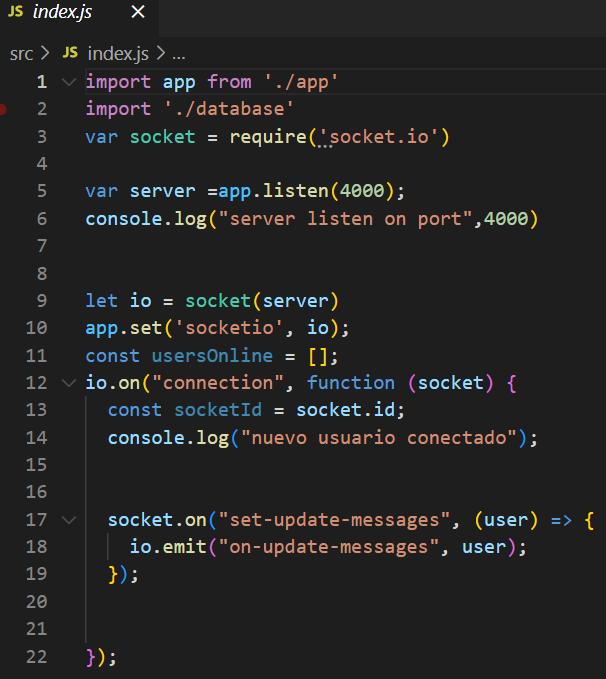 JS index.js ×
src > JS index.js > ...
1 import app from './app'
2 import './database'
3 var socket = require('socket.io')
4
5 var server =app.listen(4000);
6 console.log("server listen on port",4000)
7
8
9 let io = socket(server)
10 app.set('socketio', io);
11 const usersOnline = [];
12 io.on("connection", function (socket) {
13 const socketId = socket.id;
14 console.log("nuevo usuario conectado");
15
16
17 socket.on("set-update-messages", (user) => {
18 io.emit("on-update-messages", user);
19 });
20
21
22 });